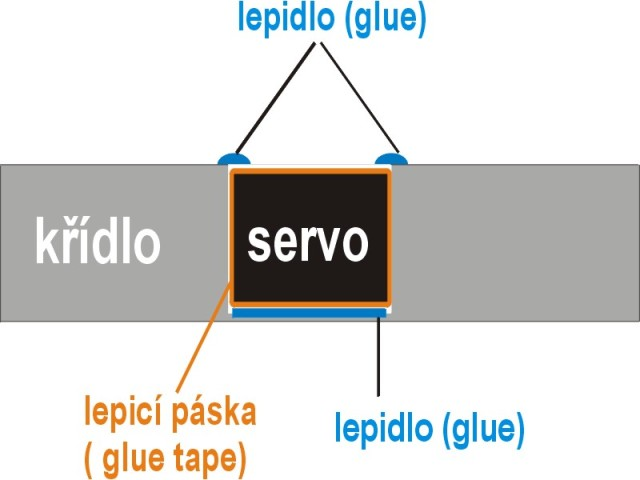 lepidlo (glue)
křídlo
servo
lepicí páska
( glue tape)
lepidlo (glue)